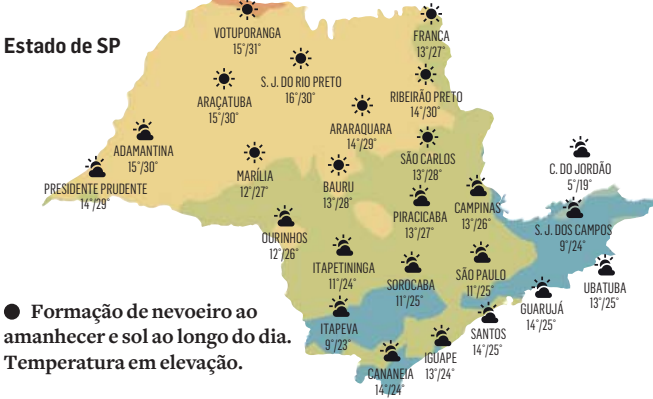 Estado de SP
VOTUPORANGA
15°/31°
FRANCA
13°/27°
S. J. DO RIO PRETO
16°/30°
ARAÇATUBA
15°/30°
RIBEIRÃO PRETO
14°/30°
ARARAQUARA
14°/29°
ADAMANTINA
15°/30°
SÃO CARLOS
13°/28°
C. DO JORDÃO
5°/19°
PRESIDENTE PRUDENTE
14°/29°
MARÍLIA
12°/27°
BAURU
13°/28°
PIRACICABA
13°/27°
CAMPINAS
13°/26°
S. J. DOS CAMPOS
9°/24°
OURINHOS
12°/26°
ITAPETININGA
11°/24°
SOROCABA
11°/25°
SÃO PAULO
11°/25°
UBATUBA
13°/25°
GUARUJÁ
14°/25°
ITAPEVA
9°/23°
SANTOS
14°/25°
IGUAPE
13°/24°
CANANEIA
14°/24°
● Formação de nevoeiro ao
amanhecer e sol ao longo do dia.
Temperatura em elevação.